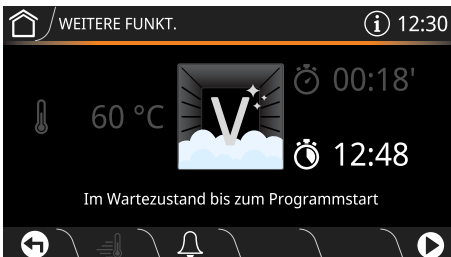 WEITERE FUNKT.
12:30
00:18'
60 °C
V
12:48
Im Wartezustand bis zum Programmstart